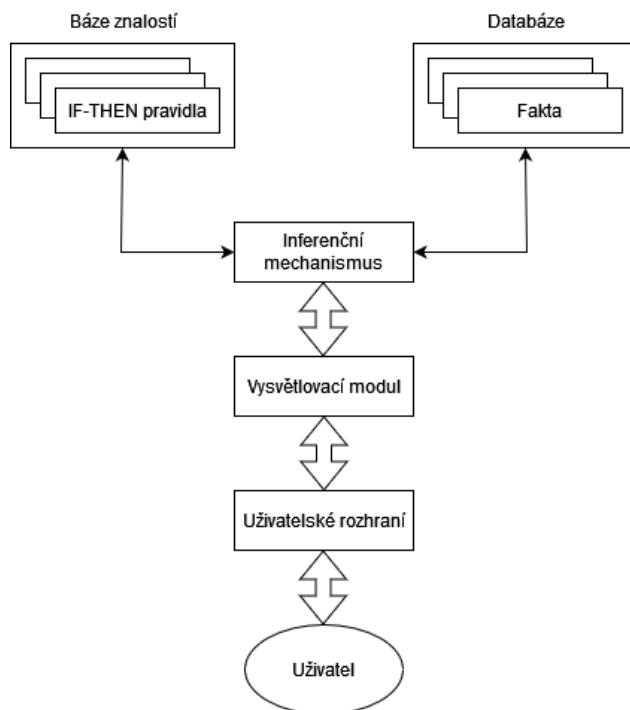 Báze znalostí
Databáze
IF-THEN pravidla
Fakta
Inferenční
mechanismus
Vysvětlovací modul
Uživatelské rozhraní
Uživatel